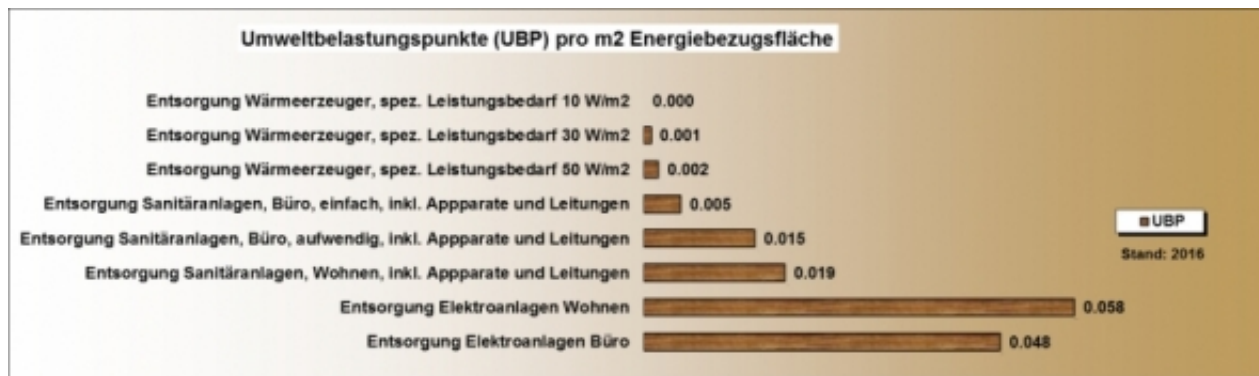 Umweltbelastungspunkte (UBP) pro m2 Energiebezugsfläche
Entsorgung Wärmeerzeuger, spez. Leistungsbedarf 10 W/m2 0.000
Entsorgung Wärmeerzeuger, spez. Leistungsbedarf 30 W/m2 0.001
Entsorgung Wärmeerzeuger, spez. Leistungsbedarf 50 W/m2 0.002
Entsorgung Sanitäranlagen, Büro, einfach, inkl. Appparate und Leitungen 0.005
Entsorgung Sanitäranlagen, Büro, aufwendig, inkl. Appparate und Leitungen 0.015
Entsorgung Sanitäranlagen, Wohnen, inkl. Appparate und Leitungen 0.019
Entsorgung Elektroanlagen Wohnen 0.058
Entsorgung Elektroanlagen Büro 0.048
UBP
Stand: 2016